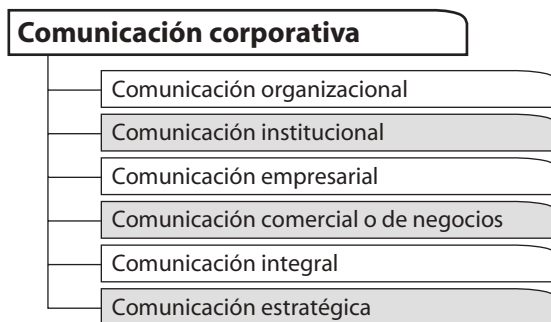 Comunicación corporativa
Comunicación organizacional
Comunicación institucional
Comunicación empresarial
Comunicación comercial o de negocios
Comunicación integral
Comunicación estratégica